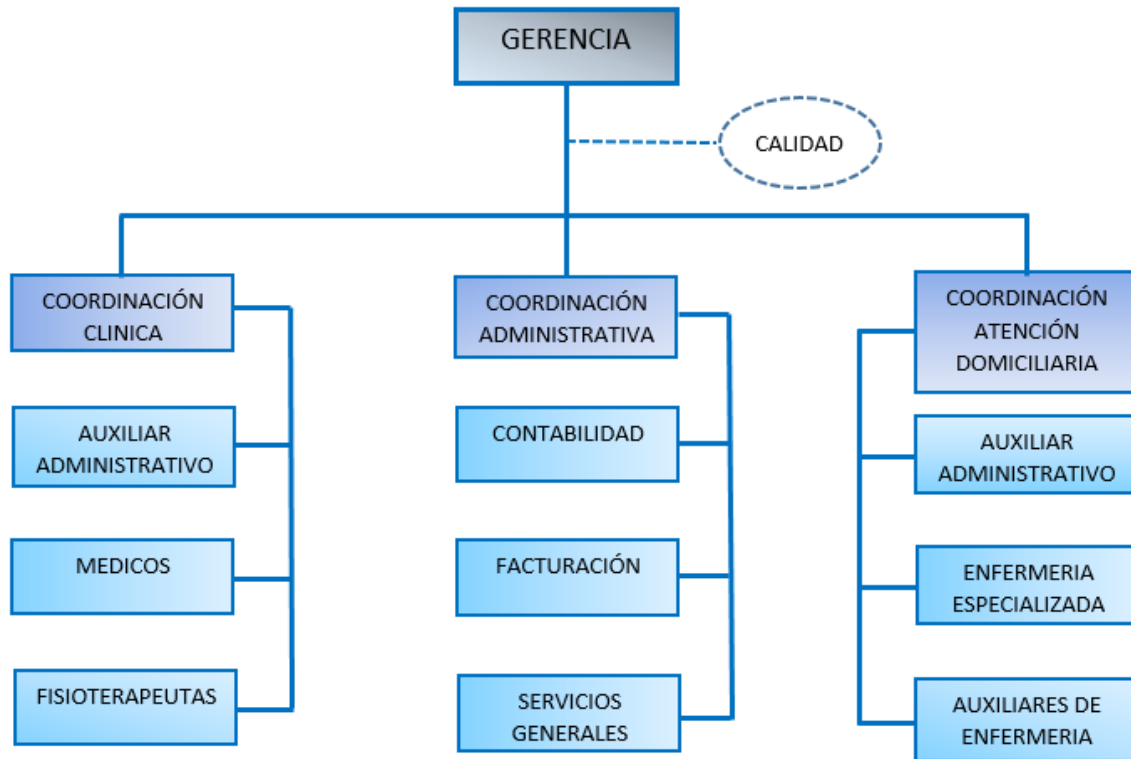 GERENCIA
CALIDAD
COORDINACIÓN
CLINICA
AUXILIAR
ADMINISTRATIVO
MEDICOS
FISIOTERAPEUTAS
COORDINACIÓN
ADMINISTRATIVA
CONTABILIDAD
FACTURACIÓN
SERVICIOS
GENERALES
COORDINACIÓN
ATENCIÓN
DOMICILIARIA
AUXILIAR
ADMINISTRATIVO
ENFERMERIA
ESPECIALIZADA
AUXILIARES DE
ENFERMERIA